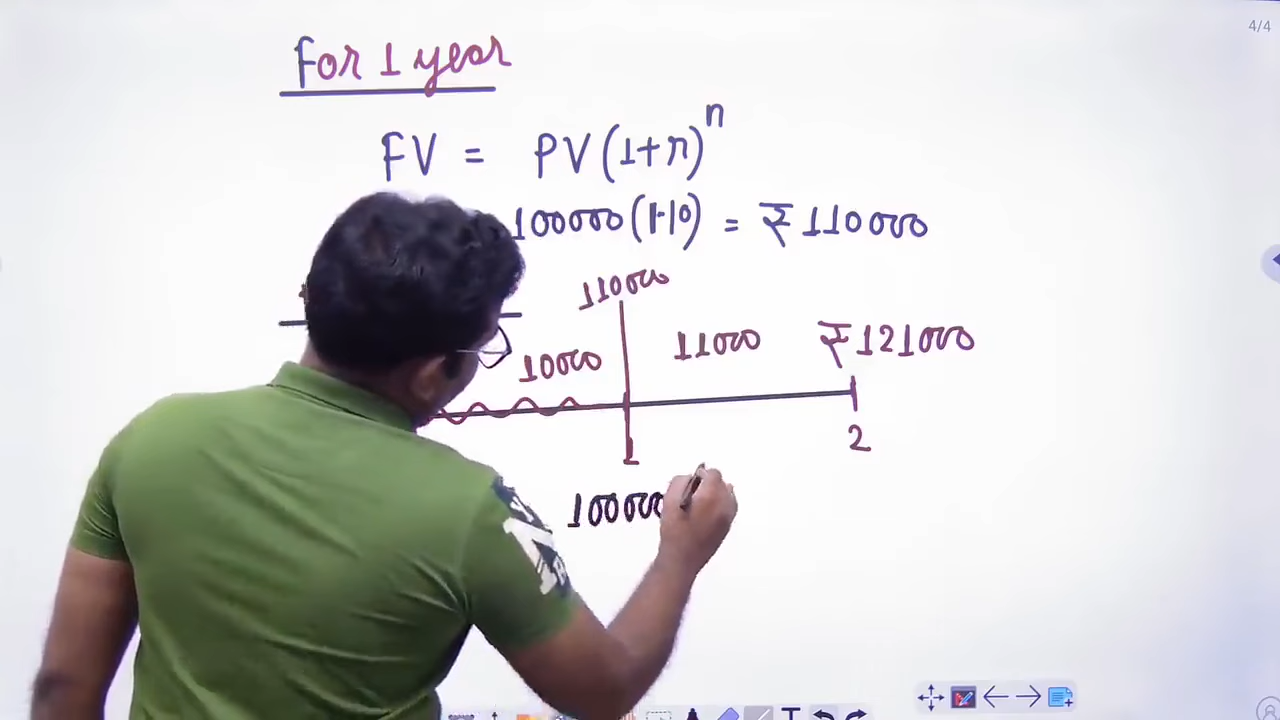 4/4
For 1 year
FV = PV(1+r)^n
100000(1.10) = ₹110000
110000
10000 11000 ₹121000
1 2
100000